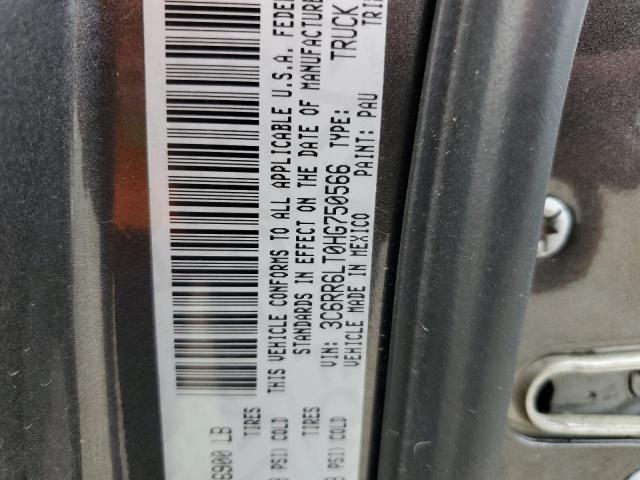 6900 LB
TIRES
PSI) COLD
THIS VEHICLE CONFORMS TO ALL APPLICABLE U.S.A. FEDE
STANDARDS IN EFFECT ON THE DATE OF MANUFACTURE
TIRES
PSI) COLD
VIN: 3C6RR6LT0HG750566 TYPE: TRUCK
VEHICLE MADE IN MEXICO PAINT: PAU TRI